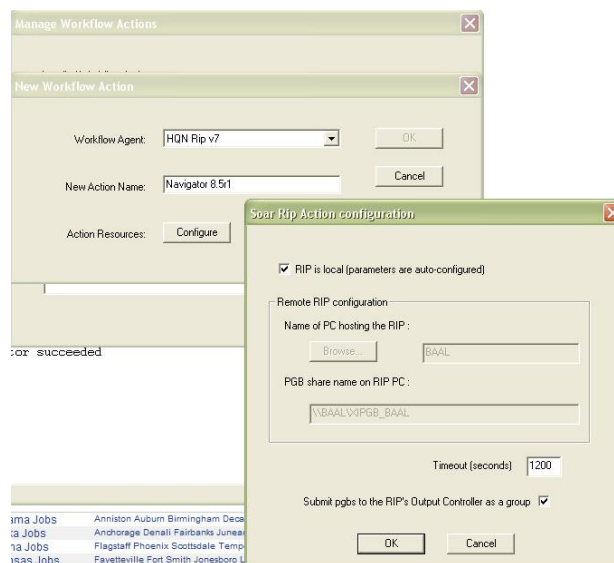 Manage Workflow Actions
New Workflow Action
Workflow Agent: HQN Rip v7
OK
New Action Name: Navigator 8.5r1
Cancel
Action Resources: Configure
Soar Rip Action configuration
RIP is local (parameters are auto-configured)
Remote RIP configuration
Name of PC hosting the RIP :
Browse... BAAL
PGB share name on RIP PC :
\\BAAL\XIPGB_BAAL
Timeout (seconds) 1200
Submit pgbs to the RIP's Output Controller as a group
OK Cancel
tor succeeded
ama Jobs Anniston Auburn Birmingham Deca
ka Jobs Anchorage Denali Fairbanks Junea
na Jobs Flagstaff Phoenix Scottsdale Temp
nsas Jobs Fayetteville Fort Smith Jonesboro L